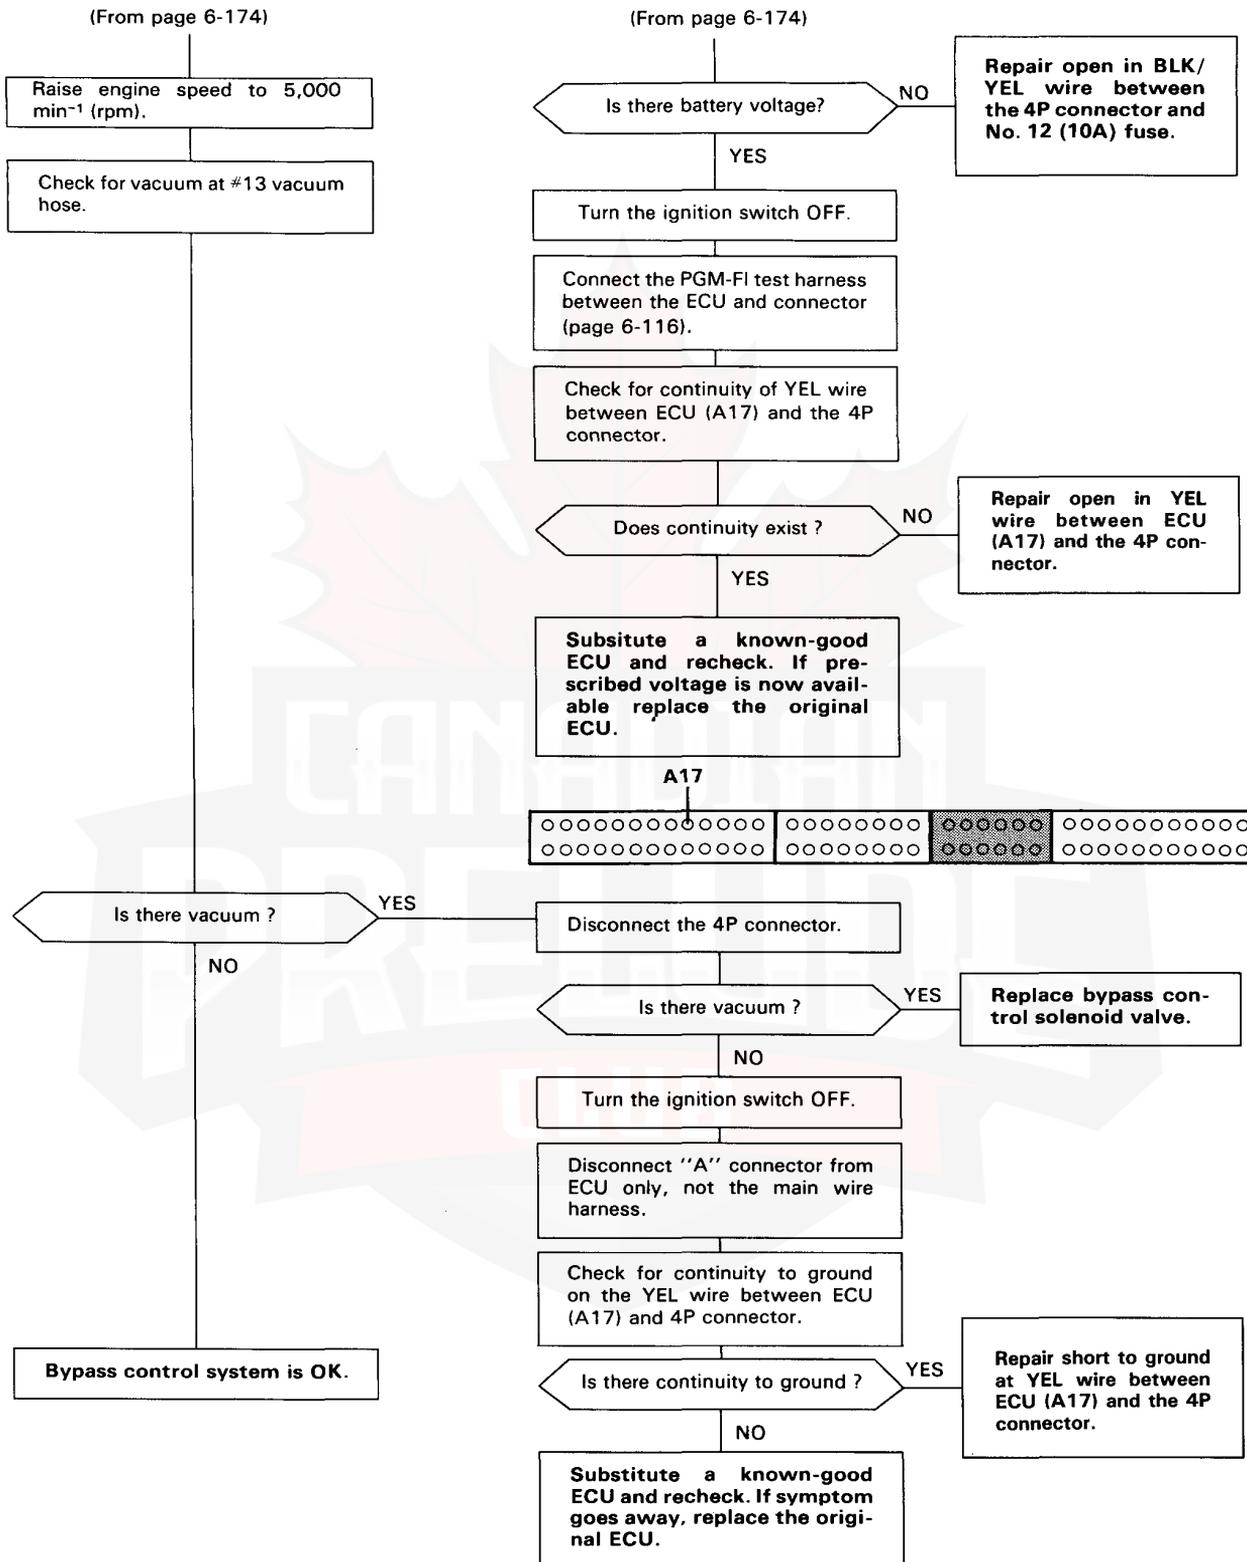 (From page 6-174)
Raise engine speed to 5,000
min⁻¹ (rpm).
Check for vacuum at #13 vacuum
hose.
(From page 6-174)
Is there battery voltage?
NO
Repair open in BLK/
YEL wire between
the 4P connector and
No. 12 (10A) fuse.
YES
Turn the ignition switch OFF.
Connect the PGM-FI test harness
between the ECU and connector
(page 6-116).
Check for continuity of YEL wire
between ECU (A17) and the 4P
connector.
Does continuity exist ?
NO
Repair open in YEL
wire between ECU
(A17) and the 4P con-
nector.
YES
Subsitute a known-good
ECU and recheck. If pre-
scribed voltage is now avail-
able replace the original
ECU.
A17
Is there vacuum ?
YES
NO
Disconnect the 4P connector.
Is there vacuum ?
YES
Replace bypass con-
trol solenoid valve.
NO
Turn the ignition switch OFF.
Disconnect "A" connector from
ECU only, not the main wire
harness.
Check for continuity to ground
on the YEL wire between ECU
(A17) and 4P connector.
Bypass control system is OK.
Is there continuity to ground ?
YES
Repair short to ground
at YEL wire between
ECU (A17) and the 4P
connector.
NO
Substitute a known-good
ECU and recheck. If symptom
goes away, replace the origi-
nal ECU.
CANADIAN
PRELUDE
CLUB